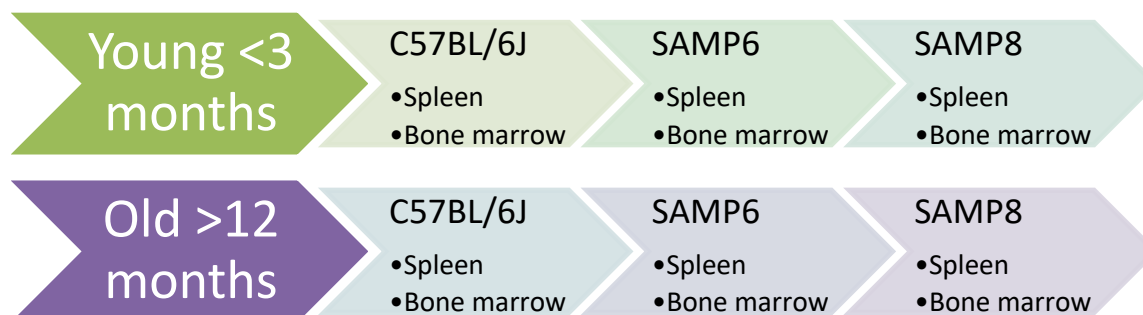 Young <3
months
C57BL/6J
•Spleen
•Bone marrow
SAMP6
•Spleen
•Bone marrow
SAMP8
•Spleen
•Bone marrow
Old >12
months
C57BL/6J
•Spleen
•Bone marrow
SAMP6
•Spleen
•Bone marrow
SAMP8
•Spleen
•Bone marrow